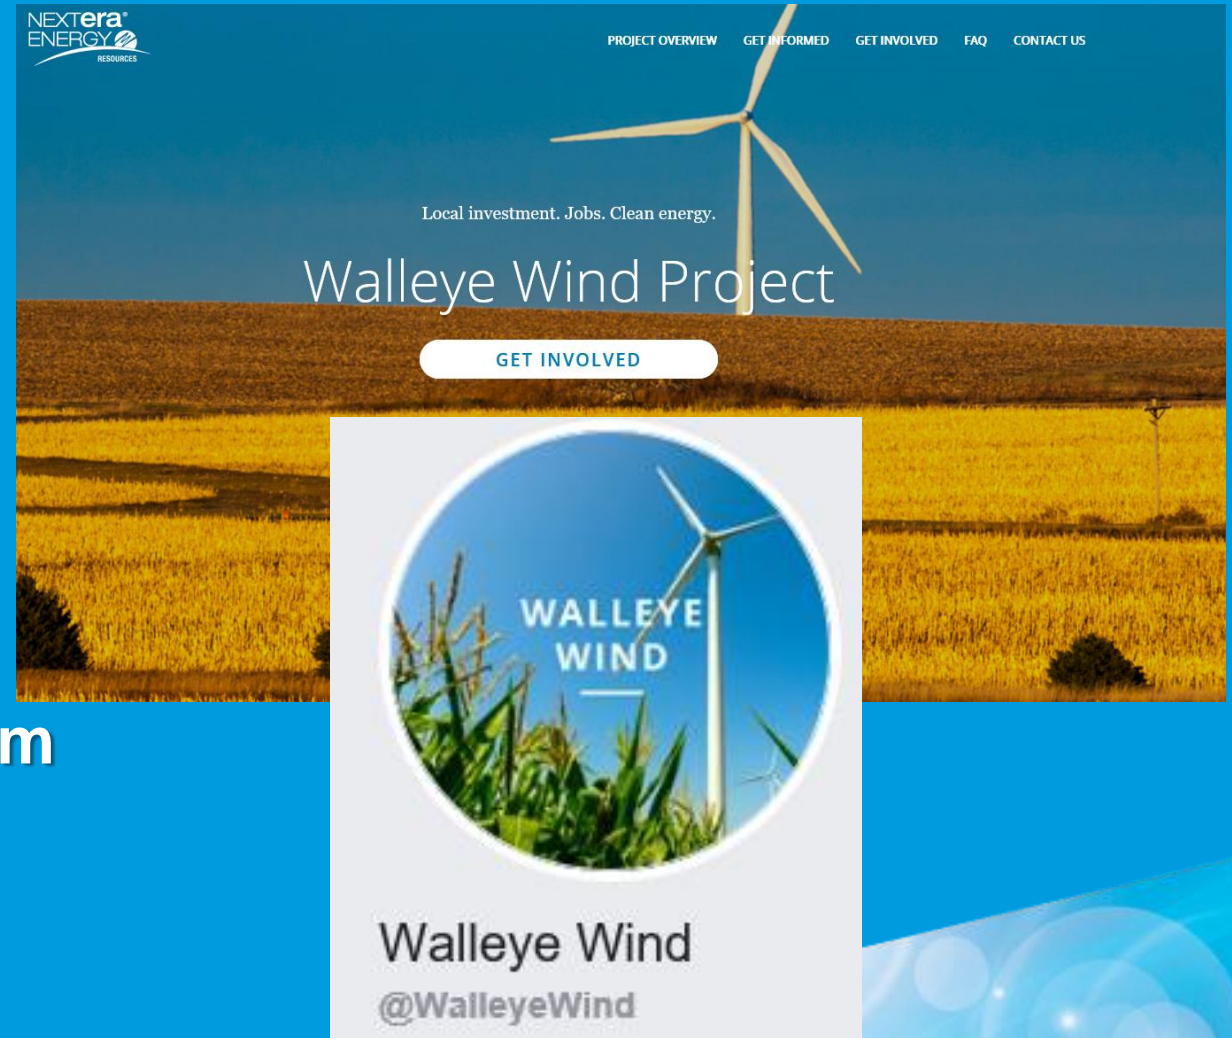 NEXTera®
ENERGY
RESOURCES
PROJECT OVERVIEW GET INFORMED GET INVOLVED FAQ CONTACT US
Local investment. Jobs. Clean energy.
Walleye Wind Project
GET INVOLVED
WALLEYE
WIND
m
Walleye Wind
@WalleyeWind